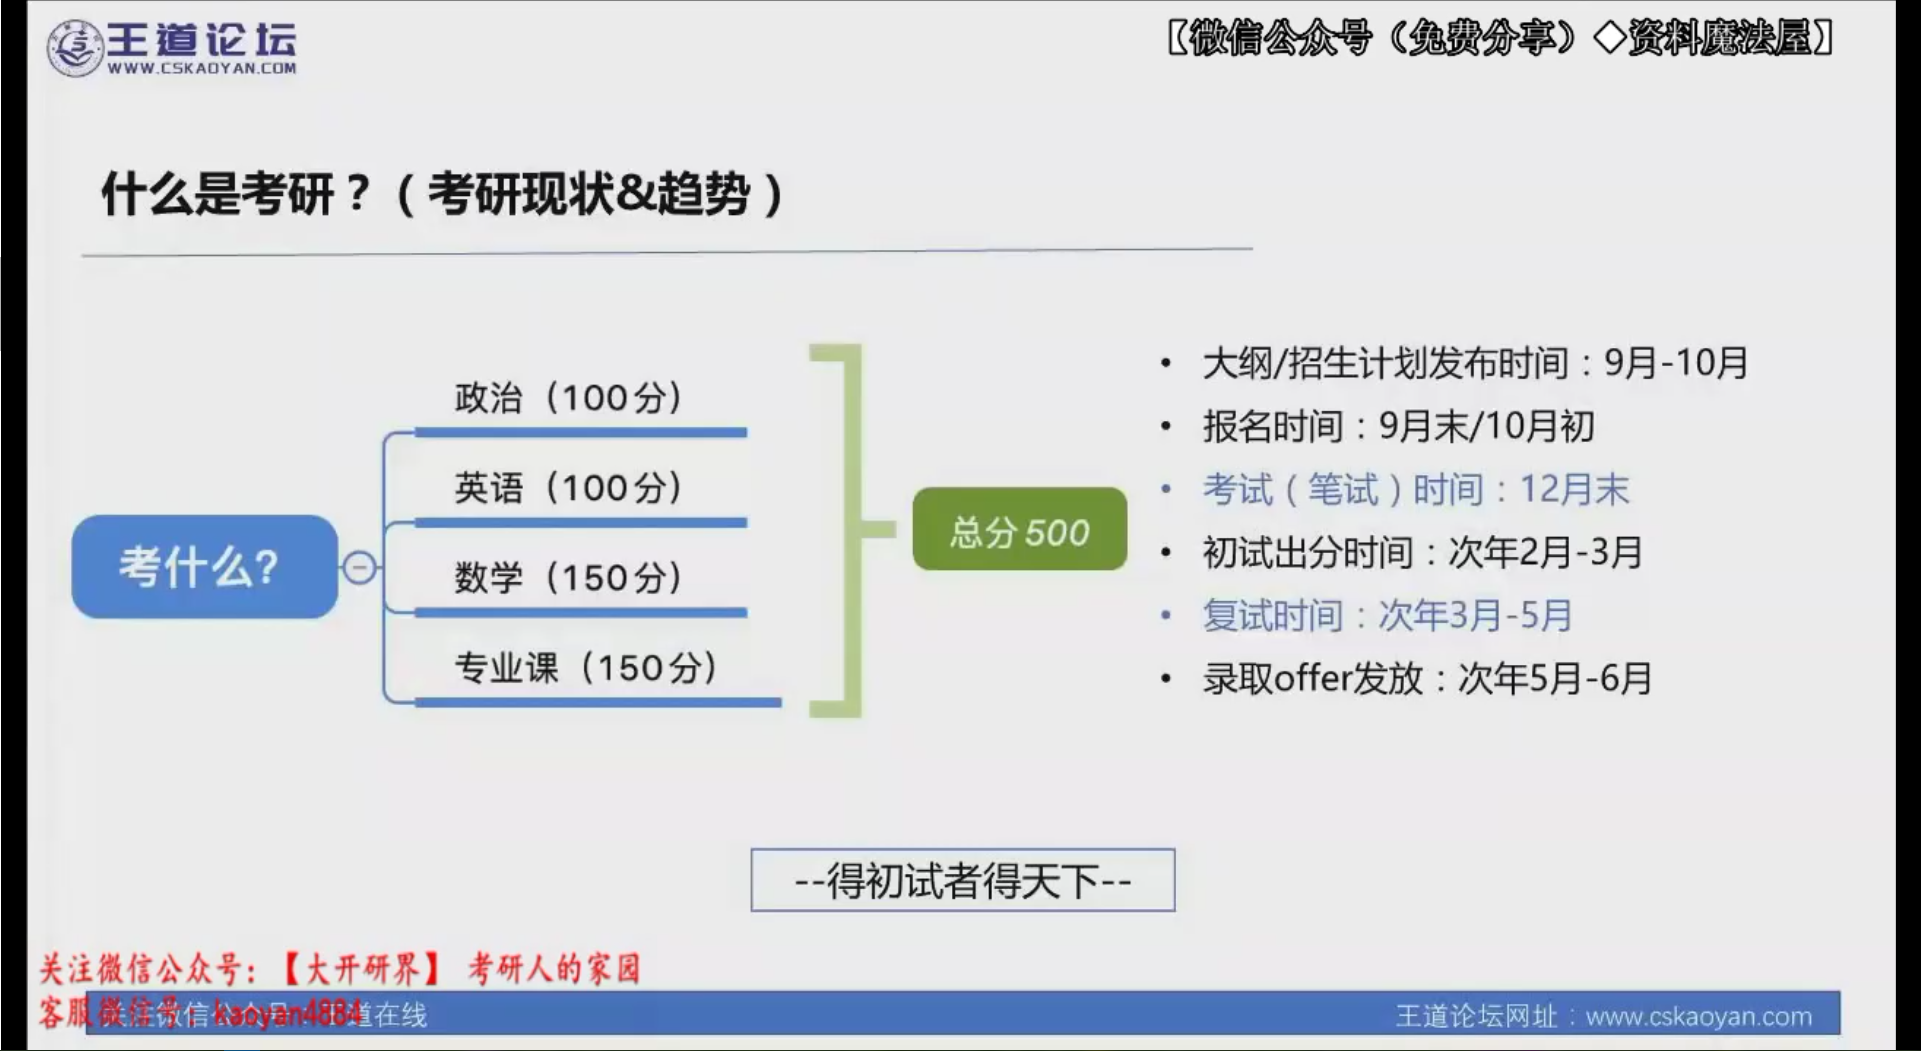 王道论坛
WWW.CSKAOYAN.COM
【微信公众号（免费分享）◇资料魔法屋】
什么是考研？（考研现状&趋势）
考什么?
政治（100分）
英语（100分）
数学（150分）
专业课（150分）
总分500
• 大纲/招生计划发布时间：9月-10月
• 报名时间：9月末/10月初
• 考试（笔试）时间：12月末
• 初试出分时间：次年2月-3月
• 复试时间：次年3月-5月
• 录取offer发放：次年5月-6月
--得初试者得天下--
关注微信公众号：【大开研界】 考研人的家园
客服微信号：kaoyan4884
道在线
王道论坛网址：www.cskaoyan.com